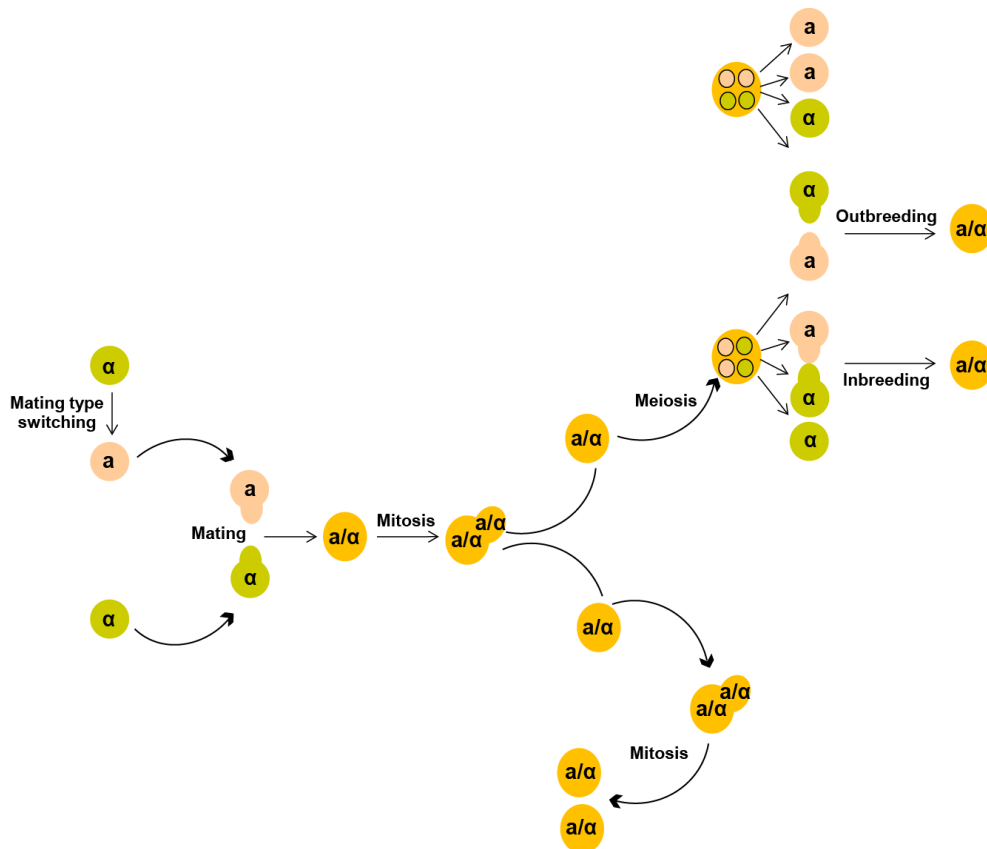 a
a
α
α
Outbreeding
a/α
a
a
Inbreeding
a/α
α
α
α
Mating type
switching
a
Meiosis
a/α
a
Mating
a/α
Mitosis
a/α
a/α
α
α
a/α
a/α
a/α
Mitosis
a/α
a/α